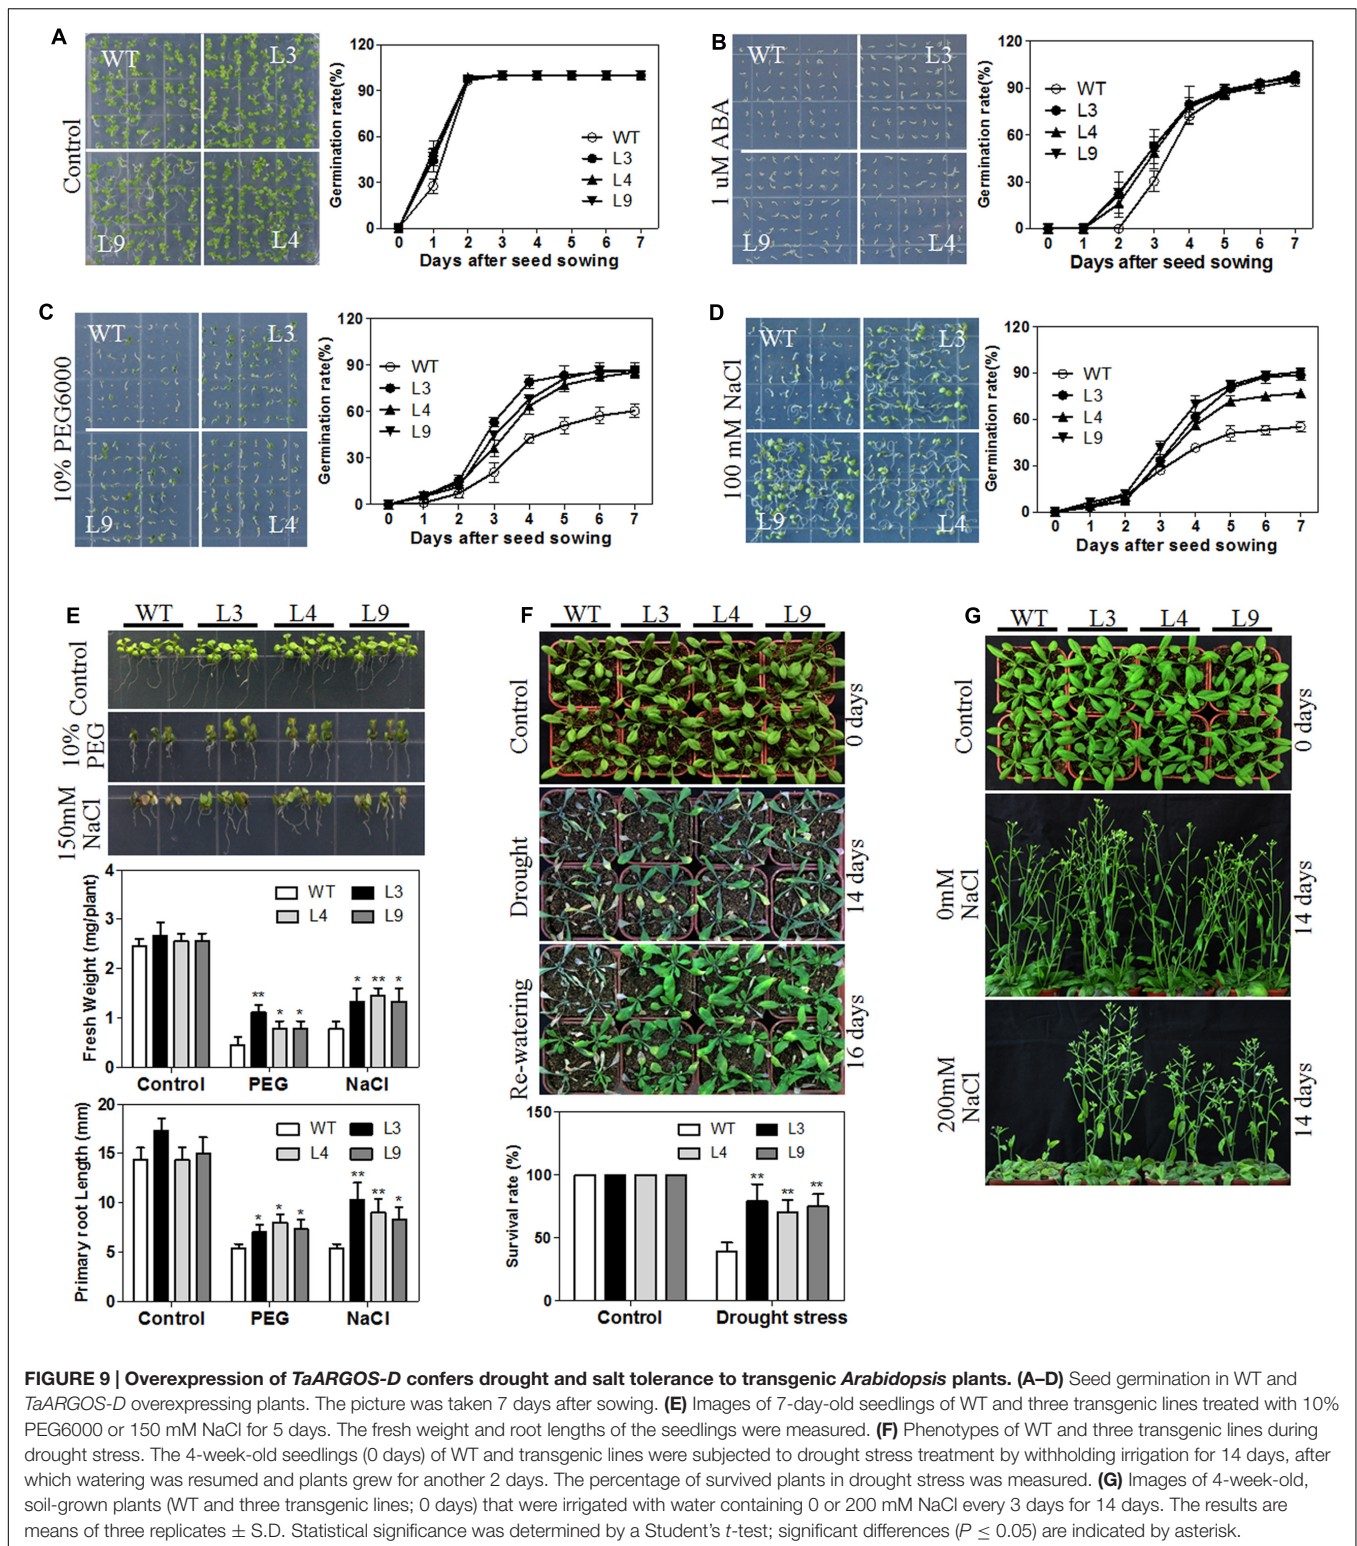 A
Control
WT
L3
L9
L4
Germination rate(%)
120
90
60
30
0
WT
L3
L4
L9
0 1 2 3 4 5 6 7
Days after seed sowing
B
1 uM ABA
WT
L3
L9
L4
Germination rate(%)
120
90
60
30
0
WT
L3
L4
L9
0 1 2 3 4 5 6 7
Days after seed sowing
C
10% PEG6000
WT
L3
L9
L4
Germination rate(%)
120
90
60
30
0
WT
L3
L4
L9
0 1 2 3 4 5 6 7
Days after seed sowing
D
100 mM NaCl
WT
L3
L9
L4
Germination rate(%)
120
90
60
30
0
WT
L3
L4
L9
0 1 2 3 4 5 6 7
Days after seed sowing
E
WT L3 L4 L9
Control
10%
PEG
150mM
NaCl
Fresh Weight (mg/plant)
4
3
2
1
0
WT L3
L4 L9
** * *
* ** *
Control PEG NaCl
Primary root Length (mm)
20
15
10
5
0
WT L3
L4 L9
* * *
** ** *
Control PEG NaCl
F
WT L3 L4 L9
Control
0 days
Drought
14 days
Re-watering
16 days
Survival rate (%)
150
100
50
0
WT L3
L4 L9
** ** **
Control Drought stress
G
WT L3 L4 L9
Control
0 days
0mM
NaCl
14 days
200mM
NaCl
14 days
FIGURE 9 | Overexpression of TaARGOS-D confers drought and salt tolerance to transgenic Arabidopsis plants. (A–D) Seed germination in WT and
TaARGOS-D overexpressing plants. The picture was taken 7 days after sowing. (E) Images of 7-day-old seedlings of WT and three transgenic lines treated with 10%
PEG6000 or 150 mM NaCl for 5 days. The fresh weight and root lengths of the seedlings were measured. (F) Phenotypes of WT and three transgenic lines during
drought stress. The 4-week-old seedlings (0 days) of WT and transgenic lines were subjected to drought stress treatment by withholding irrigation for 14 days, after
which watering was resumed and plants grew for another 2 days. The percentage of survived plants in drought stress was measured. (G) Images of 4-week-old,
soil-grown plants (WT and three transgenic lines; 0 days) that were irrigated with water containing 0 or 200 mM NaCl every 3 days for 14 days. The results are
means of three replicates ± S.D. Statistical significance was determined by a Student's t-test; significant differences (P ≤ 0.05) are indicated by asterisk.